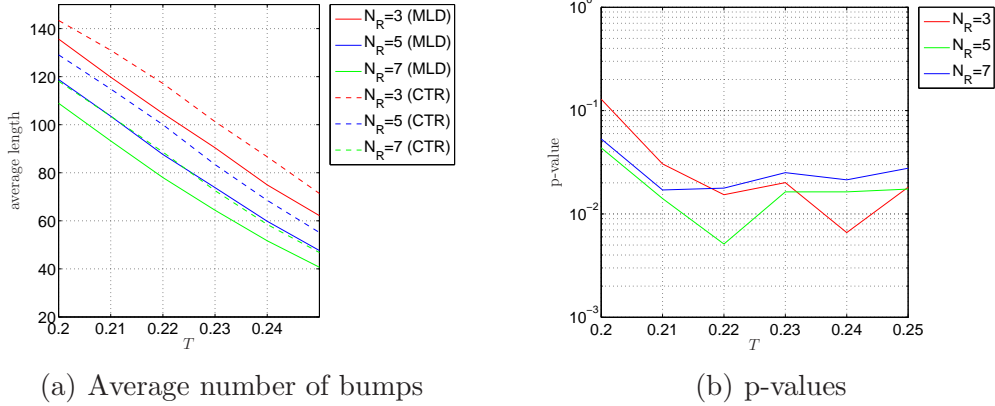 140
120
100
80
60
40
20
average length
0.2 0.21 0.22 0.23 0.24
T
N_R=3 (MLD)
N_R=5 (MLD)
N_R=7 (MLD)
N_R=3 (CTR)
N_R=5 (CTR)
N_R=7 (CTR)
(a) Average number of bumps
10^0
10^-1
10^-2
10^-3
p-value
0.2 0.21 0.22 0.23 0.24 0.25
T
N_R=3
N_R=5
N_R=7
(b) p-values